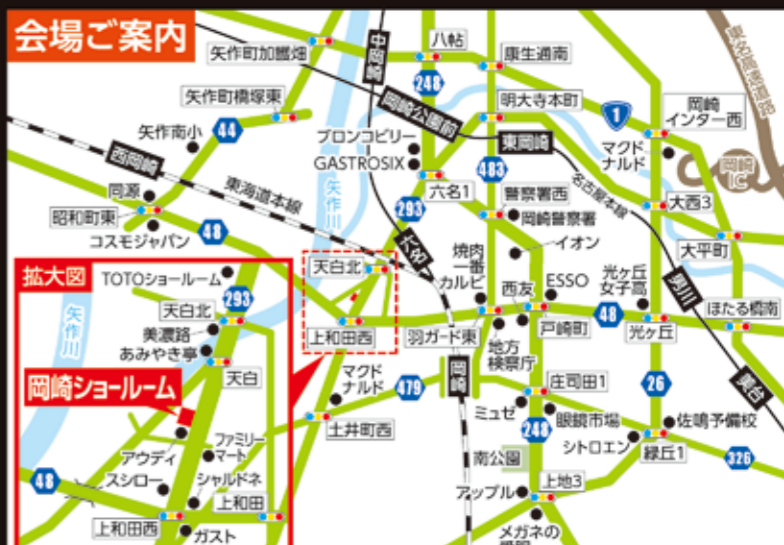 会場ご案内
矢作町加護畑
中岡崎
八帖
康生通南
東名高速道路
248
矢作町橋塚東
岡崎公園前
明大寺本町
1
岡崎
インター西
44
矢作南小
ブロンコビリー
GASTROSIX
東岡崎
マクド
ナルド
岡崎
IC
西岡崎
東海道本線
矢作川
六名1
483
警察署西
名古屋本線
大西3
同源
昭和町東
293
岡崎警察署
コスモジャパン
48
六名
イオン
大平町
天白北
焼肉
一番
カルビ
ESSO
光ヶ丘
女子高
男川
西友
上和田西
羽ガード東
戸崎町
48
光ヶ丘
ほたる橋南
地方
検察庁
マクド
ナルド
479
岡崎
庄司田1
26
美合
ミュゼ
眼鏡市場
佐鳴予備校
土井町西
248
シトロエン
緑丘1
326
南公園
アップル
上地3
メガネの
拡大図
TOTOショールーム
293
天白北
矢作川
美濃路
あみやき亭
天白
岡崎ショールーム
アウディ
ファミリー
マート
48
スシロー
シャルドネ
上和田
上和田西
ガスト